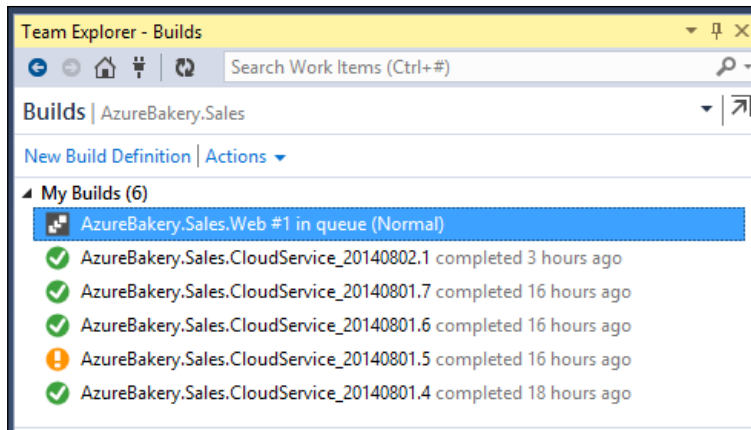 Team Explorer - Builds
Search Work Items (Ctrl+#)
Builds | AzureBakery.Sales
New Build Definition | Actions
My Builds (6)
AzureBakery.Sales.Web #1 in queue (Normal)
AzureBakery.Sales.CloudService_20140802.1 completed 3 hours ago
AzureBakery.Sales.CloudService_20140801.7 completed 16 hours ago
AzureBakery.Sales.CloudService_20140801.6 completed 16 hours ago
AzureBakery.Sales.CloudService_20140801.5 completed 16 hours ago
AzureBakery.Sales.CloudService_20140801.4 completed 18 hours ago